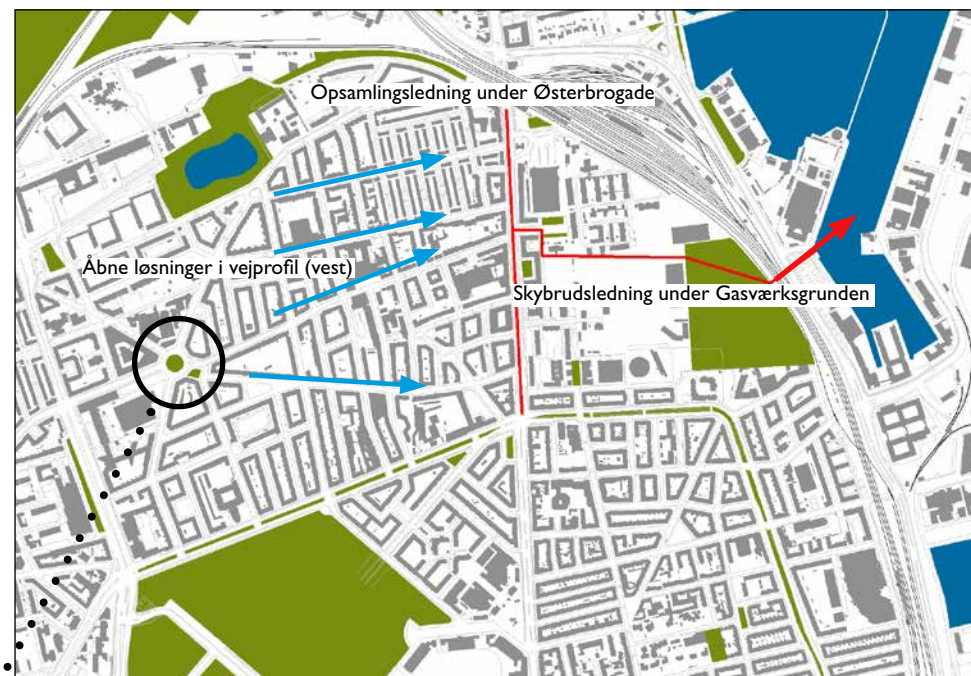 Opsamlingsledning under Østerbrogade
Åbne løsninger i vejprofil (vest)
Skybrudsledning under Gasværksgrunden